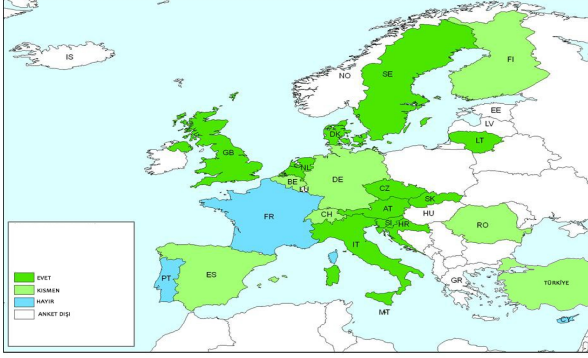 IS
NO
SE
FI
EE
LV
LT
DK
GB
NL
BE
LU
DE
CZ
SK
AT
HU
FR
CH
SI
HR
RO
IT
PT
ES
GR
TÜRKİYE
MT
CY
EVET
KISMEN
HAYIR
ANKET DIŞI